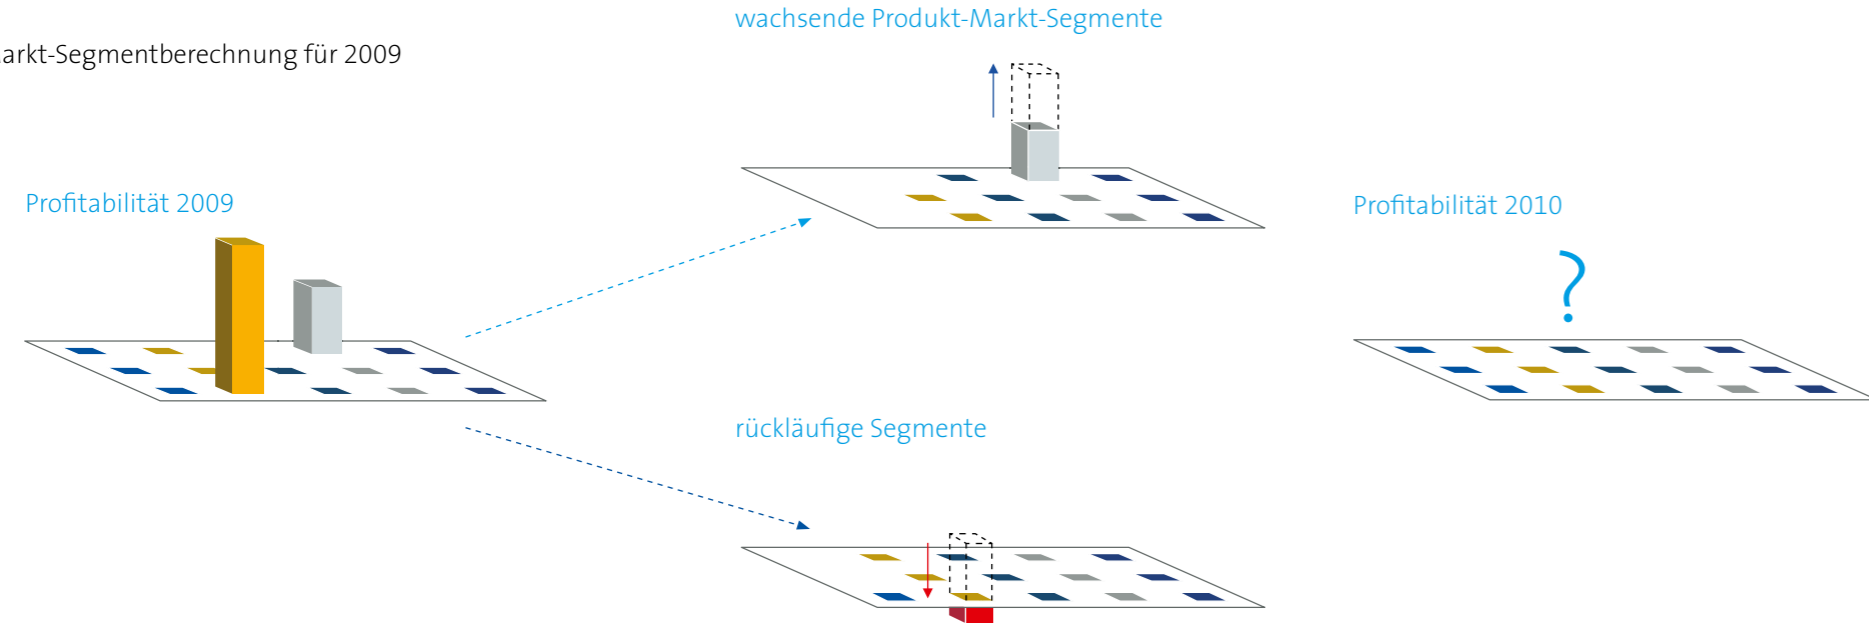 wachsende Produkt-Markt-Segmente
arkt-Segmentberechnung für 2009
Profitabilität 2009
Profitabilität 2010
?
rückläufige Segmente